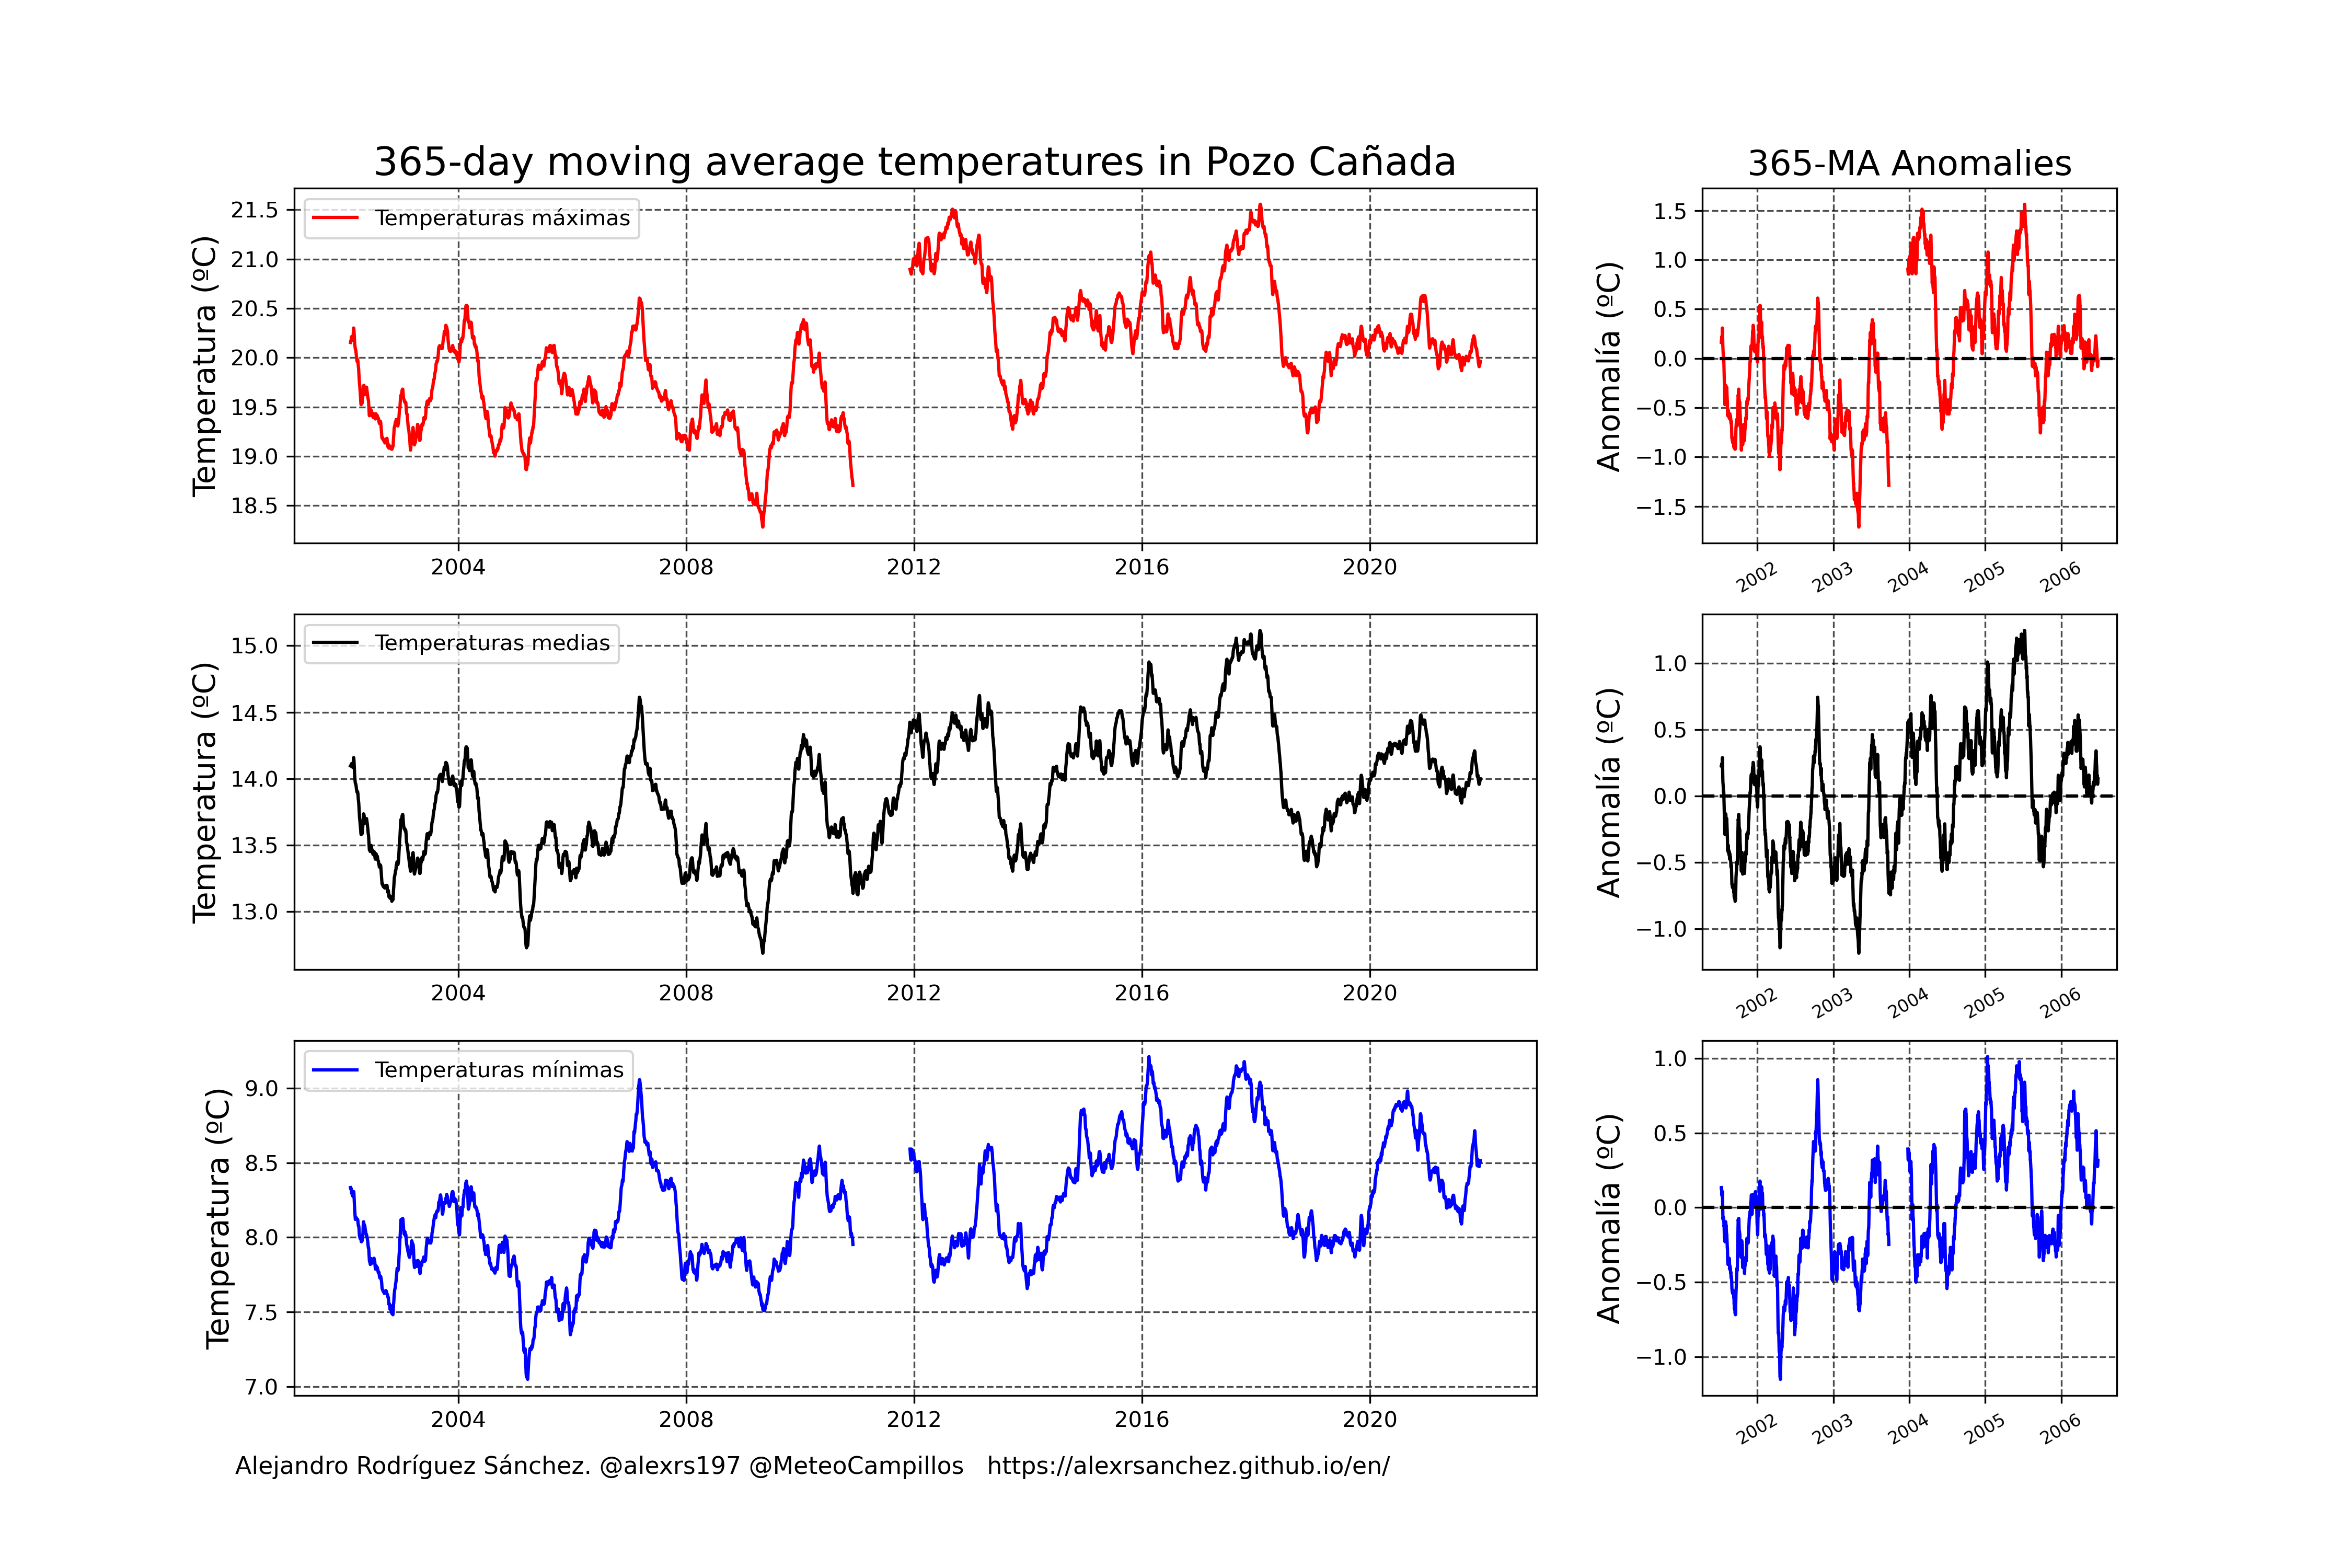 365-day moving average temperatures in Pozo Cañada
365-MA Anomalies
Temperaturas máximas
Temperatura (ºC)
21.5
21.0
20.5
20.0
19.5
19.0
18.5
2004 2008 2012 2016 2020
Anomalía (ºC)
1.5
1.0
0.5
0.0
−0.5
−1.0
−1.5
2002 2003 2004 2005 2006
Temperaturas medias
Temperatura (ºC)
15.0
14.5
14.0
13.5
13.0
2004 2008 2012 2016 2020
Anomalía (ºC)
1.0
0.5
0.0
−0.5
−1.0
2002 2003 2004 2005 2006
Temperaturas mínimas
Temperatura (ºC)
9.0
8.5
8.0
7.5
7.0
2004 2008 2012 2016 2020
Anomalía (ºC)
1.0
0.5
0.0
−0.5
−1.0
2002 2003 2004 2005 2006
Alejandro Rodríguez Sánchez. @alexrs197 @MeteoCampillos https://alexrsanchez.github.io/en/